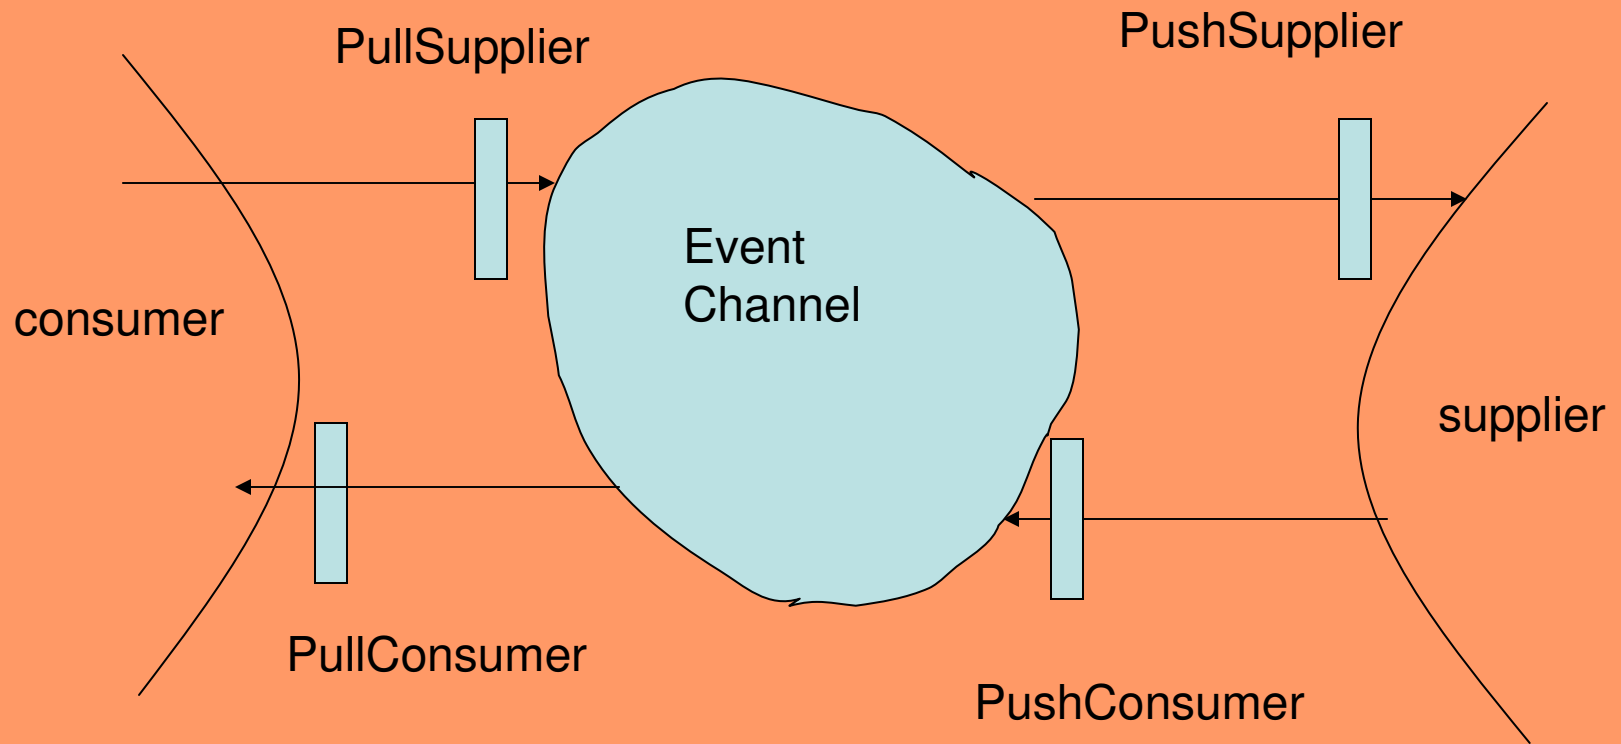 PullSupplier
PushSupplier
Event
Channel
consumer
supplier
PullConsumer
PushConsumer